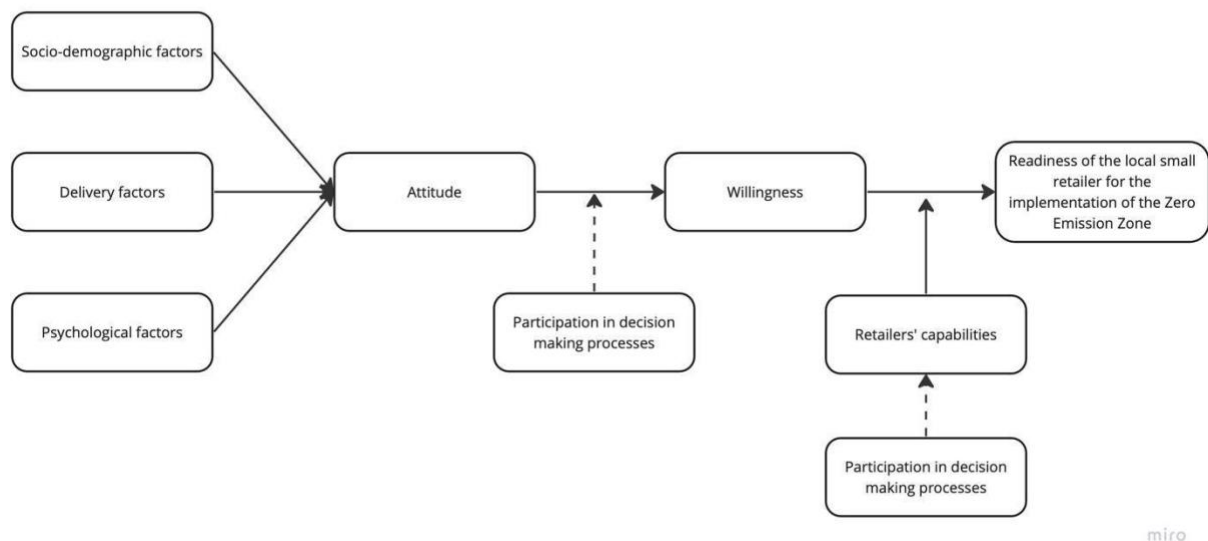 Socio-demographic factors
Delivery factors
Psychological factors
Attitude
Participation in decision
making processes
Willingness
Retailers' capabilities
Participation in decision
making processes
Readiness of the local small
retailer for the
implementation of the Zero
Emission Zone
miro